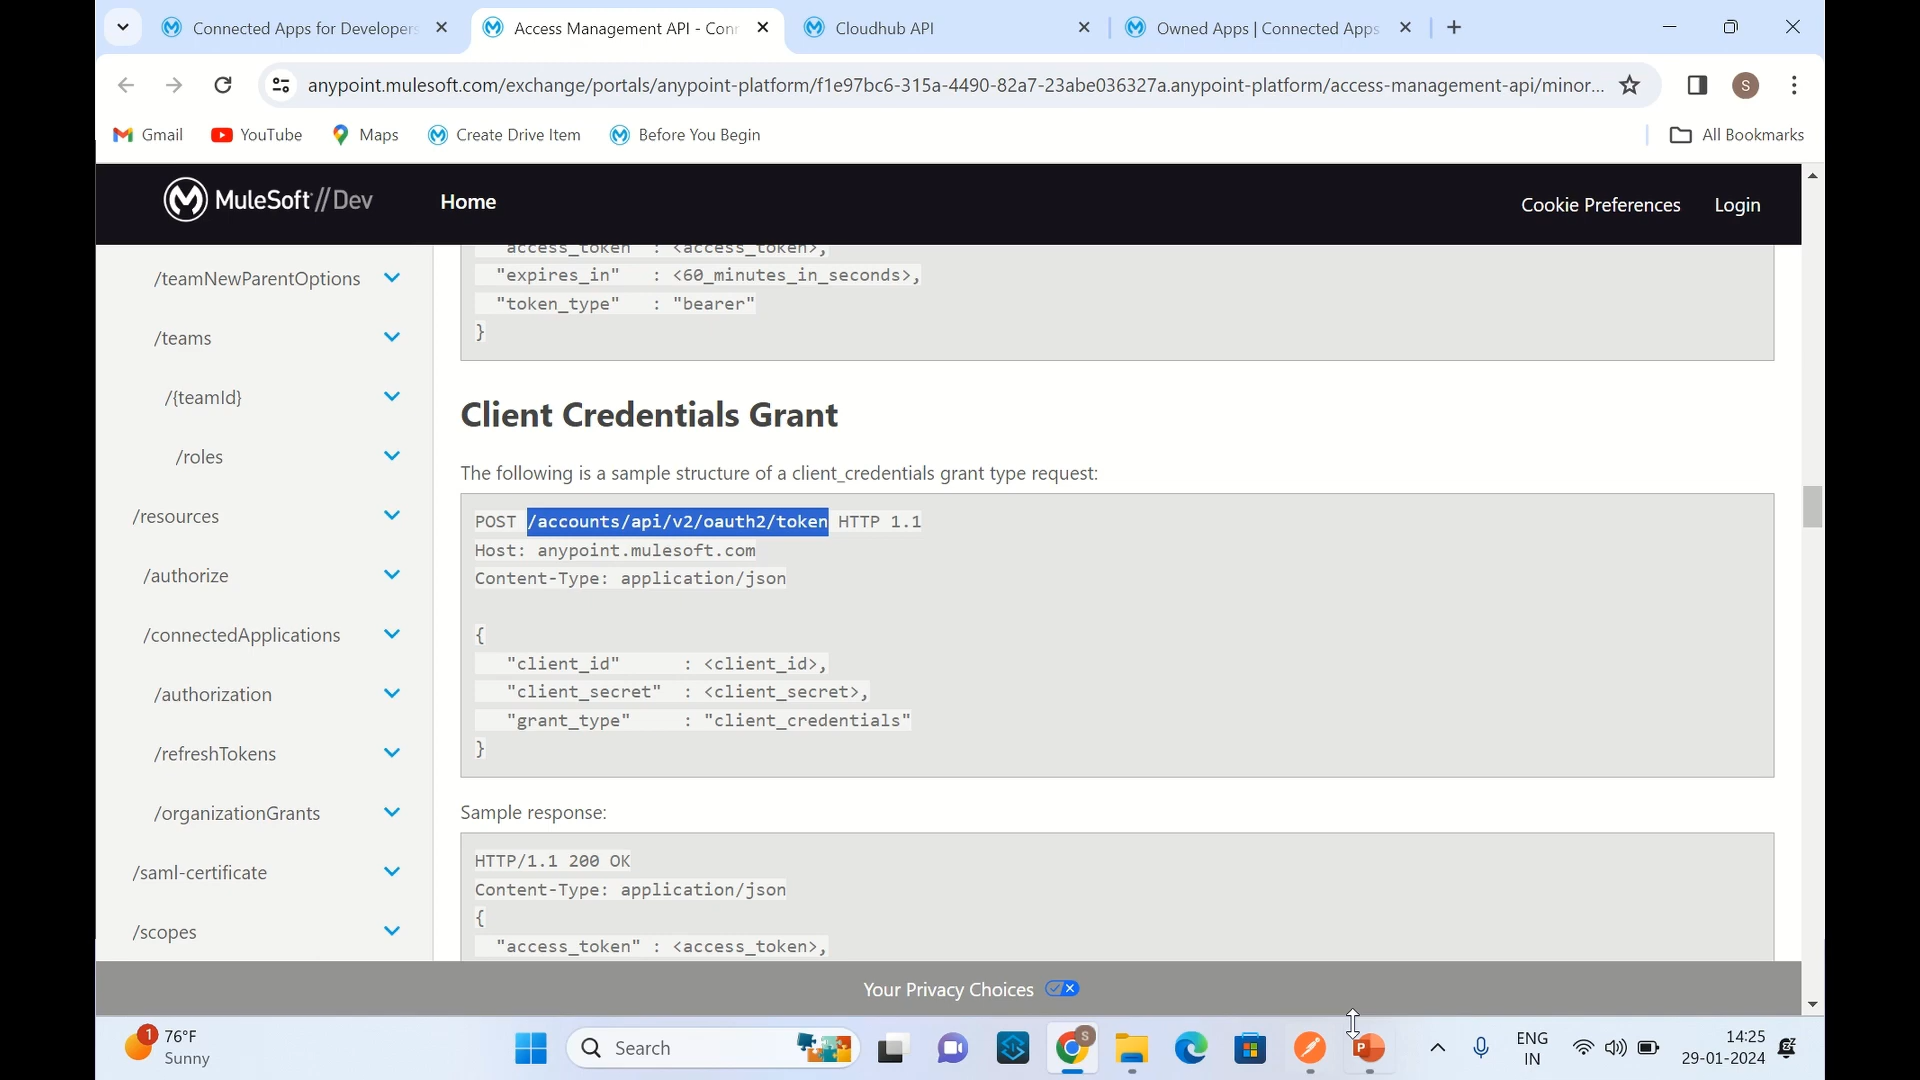 Connected Apps for Developers
Access Management API - Conn
Cloudhub API
Owned Apps | Connected Apps
anypoint.mulesoft.com/exchange/portals/anypoint-platform/f1e97bc6-315a-4490-82a7-23abe036327a.anypoint-platform/access-management-api/minor...
S
Gmail
YouTube
Maps
Create Drive Item
Before You Begin
All Bookmarks
MuleSoft //Dev
Home
Cookie Preferences
Login
/teamNewParentOptions
/teams
/{teamId}
/roles
/resources
/authorize
/connectedApplications
/authorization
/refreshTokens
/organizationGrants
/saml-certificate
/scopes
"access_token" : <access_token>,
"expires_in" : <60_minutes_in_seconds>,
"token_type" : "bearer"
}
Client Credentials Grant
The following is a sample structure of a client_credentials grant type request:
POST /accounts/api/v2/oauth2/token HTTP 1.1
Host: anypoint.mulesoft.com
Content-Type: application/json
{
"client_id" : <client_id>,
"client_secret" : <client_secret>,
"grant_type" : "client_credentials"
}
Sample response:
HTTP/1.1 200 OK
Content-Type: application/json
{
"access_token" : <access_token>,
Your Privacy Choices
1
76°F
Sunny
Search
S
P
ENG
IN
14:25
29-01-2024